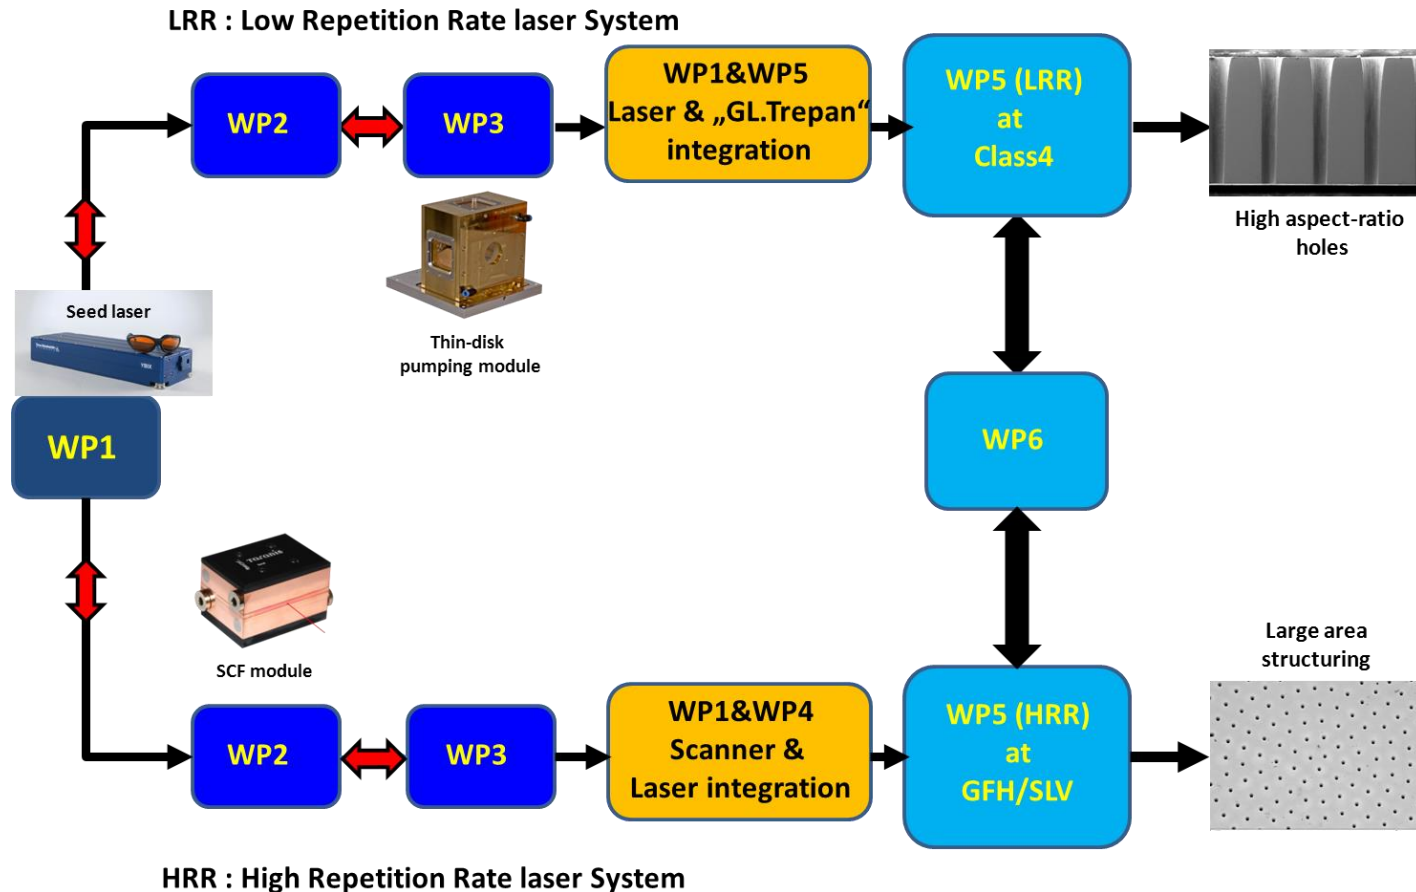 LRR : Low Repetition Rate laser System
WP2
WP3
WP1&WP5
Laser & „GL.Trepan“
integration
WP5 (LRR)
at
Class4
High aspect-ratio
holes
Thin-disk
pumping module
Seed laser
WP1
WP6
Taranis
SCF module
WP2
WP3
WP1&WP4
Scanner &
Laser integration
WP5 (HRR)
at
GFH/SLV
Large area
structuring
HRR : High Repetition Rate laser System